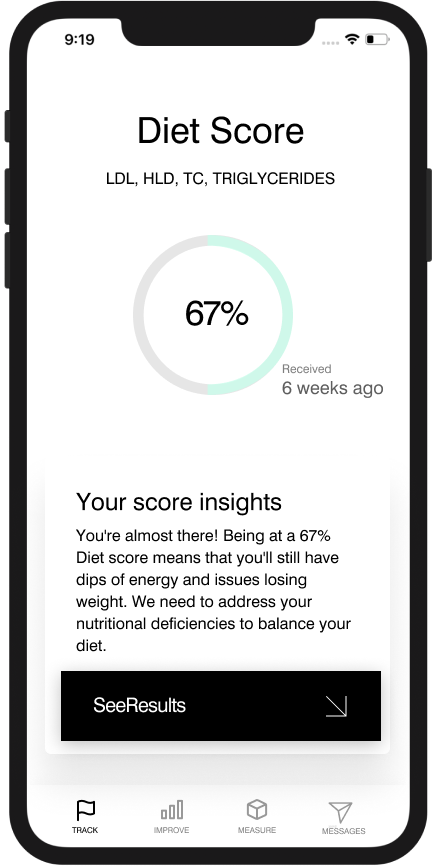 9:19
Diet Score
LDL, HLD, TC, TRIGLYCERIDES
67%
Received
6 weeks ago
Your score insights
You're almost there! Being at a 67%
Diet score means that you'll still have
dips of energy and issues losing
weight. We need to address your
nutritional deficiencies to balance your
diet.
SeeResults
TRACK IMPROVE MEASURE MESSAGES